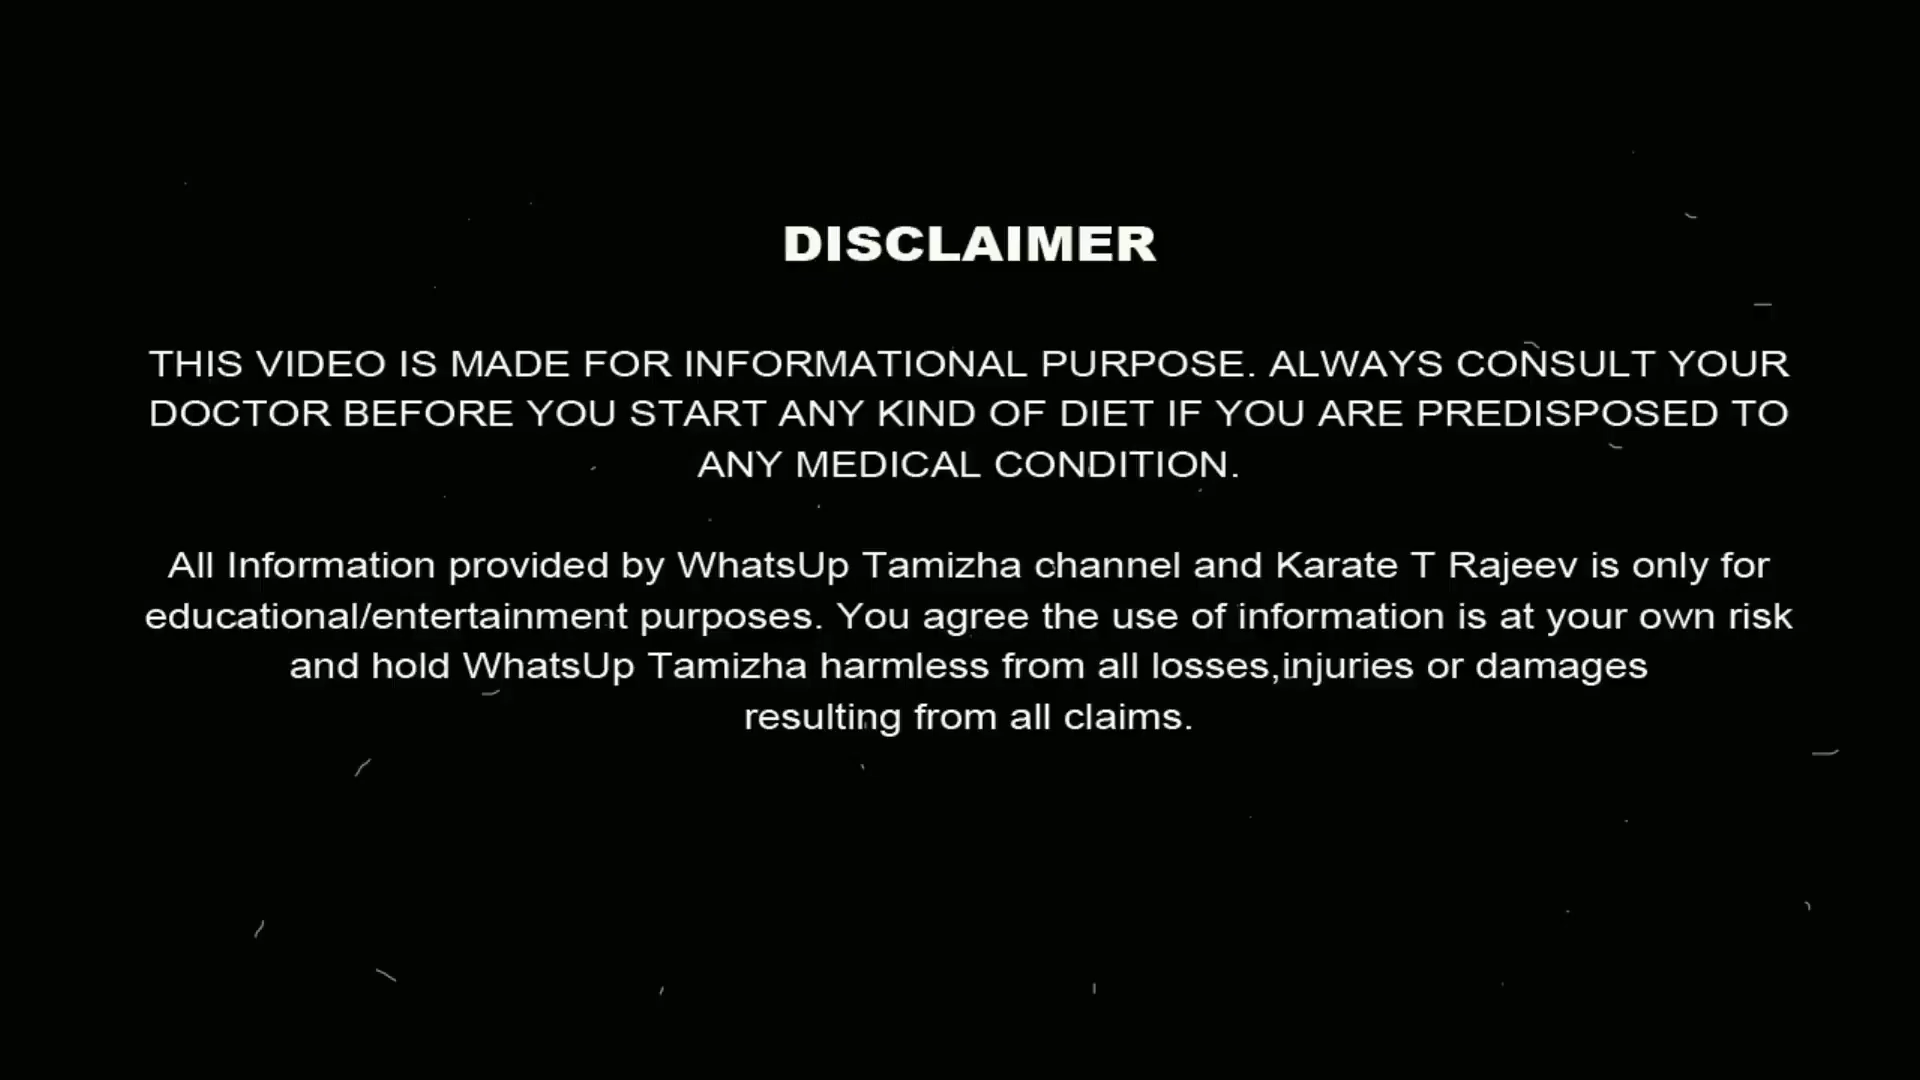 DISCLAIMER
THIS VIDEO IS MADE FOR INFORMATIONAL PURPOSE. ALWAYS CONSULT YOUR
DOCTOR BEFORE YOU START ANY KIND OF DIET IF YOU ARE PREDISPOSED TO
ANY MEDICAL CONDITION.
All Information provided by WhatsUp Tamizha channel and Karate T Rajeev is only for
educational/entertainment purposes. You agree the use of information is at your own risk
and hold WhatsUp Tamizha harmless from all losses,injuries or damages
resulting from all claims.